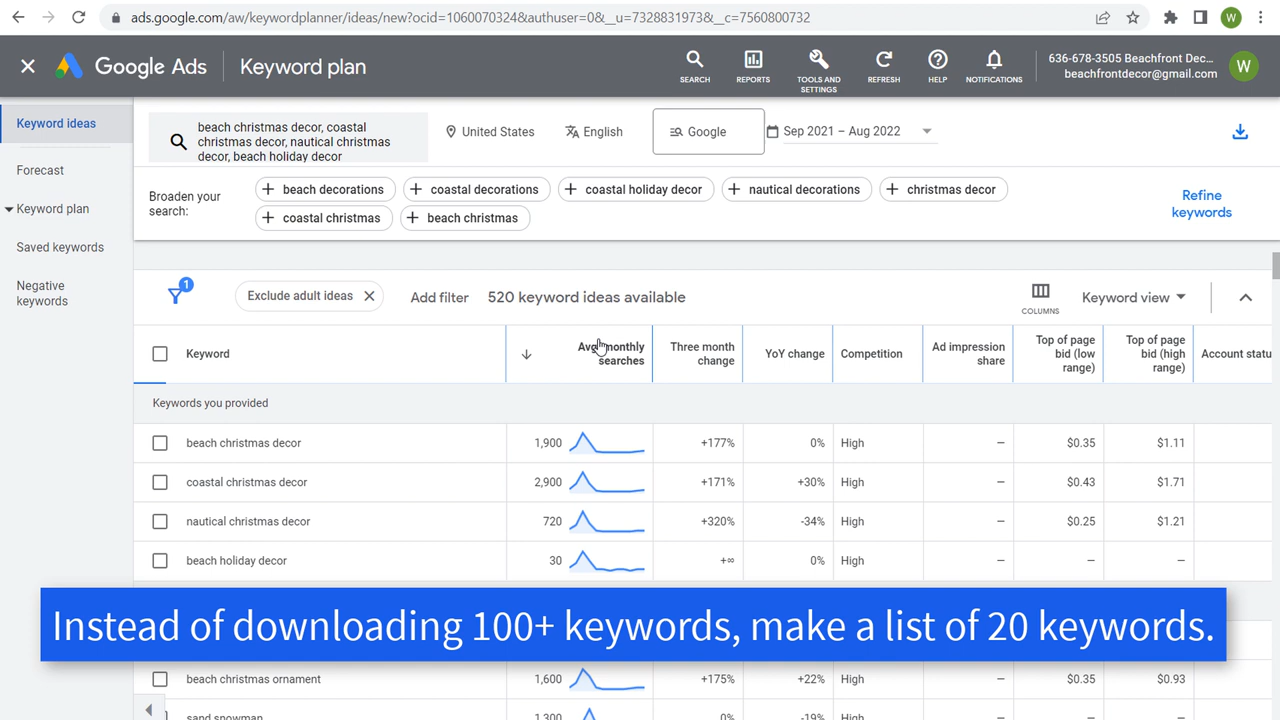 ads.google.com/aw/keywordplanner/ideas/new?ocid=1060070324&authuser=0&__u=7328831973&__c=7560800732
W
Google Ads
Keyword plan
SEARCH
REPORTS
TOOLS AND
SETTINGS
REFRESH
HELP
NOTIFICATIONS
636-678-3505 Beachfront Dec...
beachfrontdecor@gmail.com
W
Keyword ideas
Forecast
Keyword plan
Saved keywords
Negative
keywords
beach christmas decor, coastal
christmas decor, nautical christmas
decor, beach holiday decor
United States
English
Google
Sep 2021 – Aug 2022
Broaden your
search:
beach decorations
coastal decorations
coastal holiday decor
nautical decorations
christmas decor
coastal christmas
beach christmas
Refine
keywords
1
Exclude adult ideas
Add filter
520 keyword ideas available
COLUMNS
Keyword view
Keyword
Avg. monthly
searches
Three month
change
YoY change
Competition
Ad impression
share
Top of page
bid (low
range)
Top of page
bid (high
range)
Account statu
Keywords you provided
beach christmas decor 1,900 +177% 0% High – $0.35 $1.11
coastal christmas decor 2,900 +171% +30% High – $0.43 $1.71
nautical christmas decor 720 +320% -34% High – $0.25 $1.21
beach holiday decor 30 +∞ 0% High – – –
Instead of downloading 100+ keywords, make a list of 20 keywords.
beach christmas ornament 1,600 +175% +22% High – $0.35 $0.93
sand snowman 1,300 0% -19% High